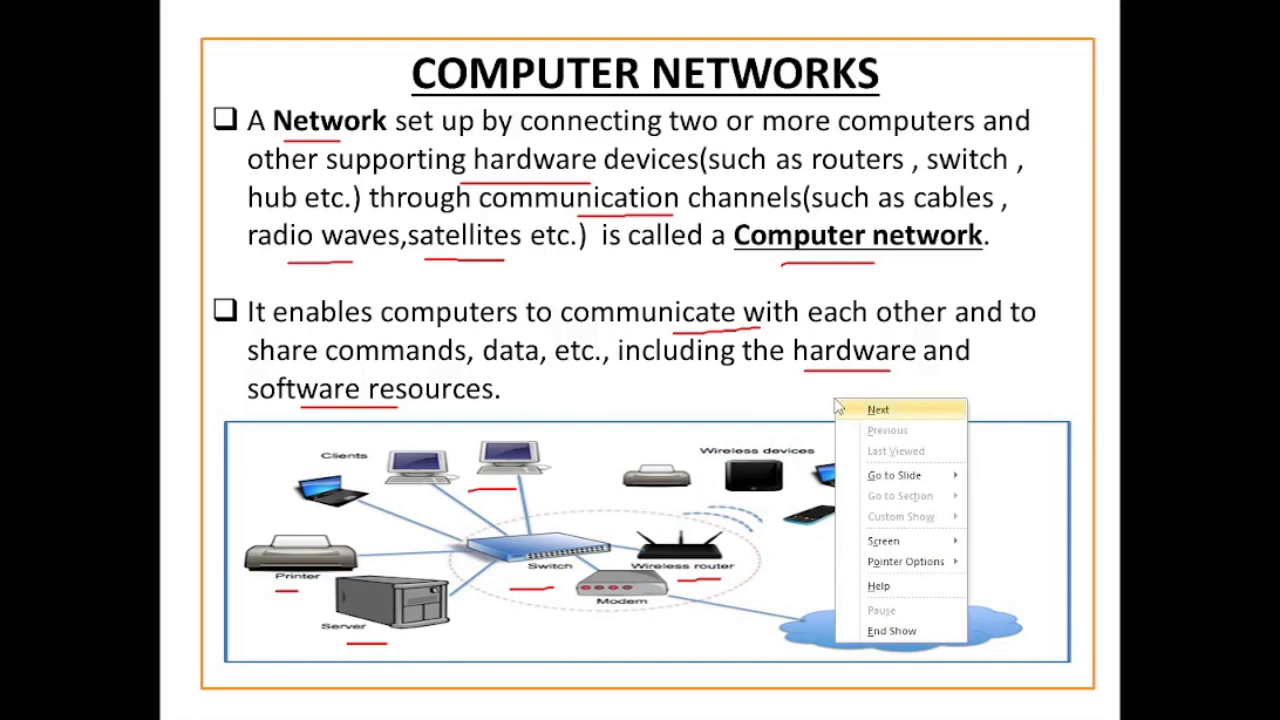 COMPUTER NETWORKS
A Network set up by connecting two or more computers and
other supporting hardware devices(such as routers , switch ,
hub etc.) through communication channels(such as cables ,
radio waves,satellites etc.) is called a Computer network.
It enables computers to communicate with each other and to
share commands, data, etc., including the hardware and
software resources.
Clients
Wireless devices
Printer
Switch
Wireless router
Modem
Server
Next
Previous
Last Viewed
Go to Slide
Go to Section
Custom Show
Screen
Pointer Options
Help
Pause
End Show